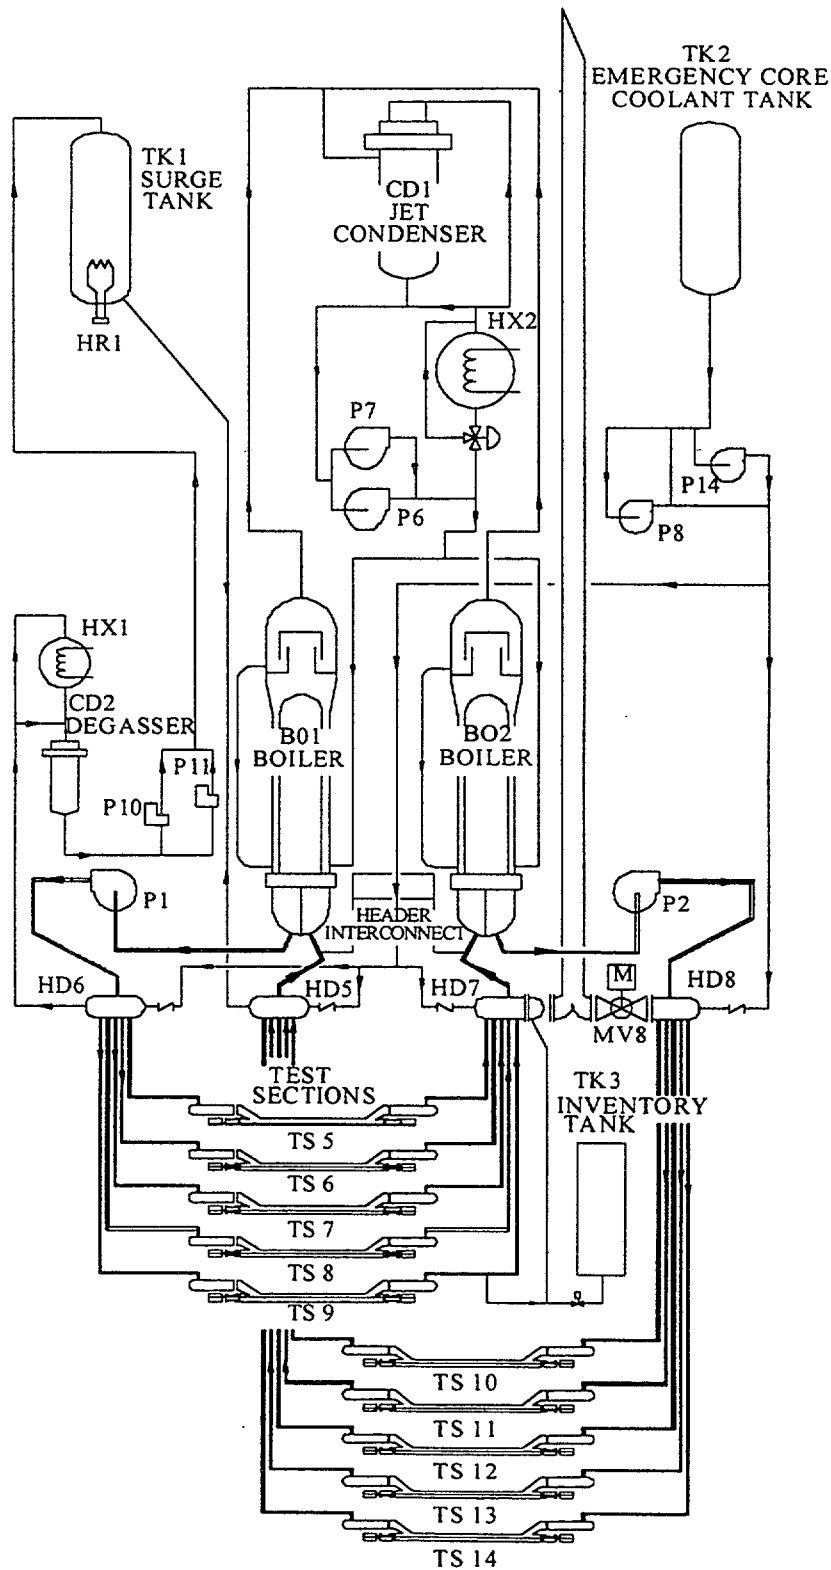 TK2
EMERGENCY CORE
COOLANT TANK
TK1
SURGE
TANK
CD1
JET
CONDENSER
HR1
HX2
P7
P6
P14
P8
HX1
CD2
DEGASSER
B01
BOILER
BO2
BOILER
P11
P10
P1
P2
HEADER
INTERCONNECT
HD6
HD5
HD7
M
HD8
MV8
TEST
SECTIONS
TK3
INVENTORY
TANK
TS 5
TS 6
TS 7
TS 8
TS 9
TS 10
TS 11
TS 12
TS 13
TS 14